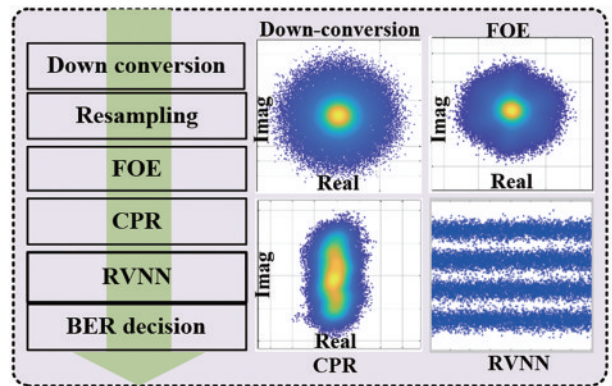 Down conversion
Resampling
FOE
CPR
RVNN
BER decision
Down-conversion
Imag
Real
FOE
Imag
Real
Imag
Real
CPR
RVNN